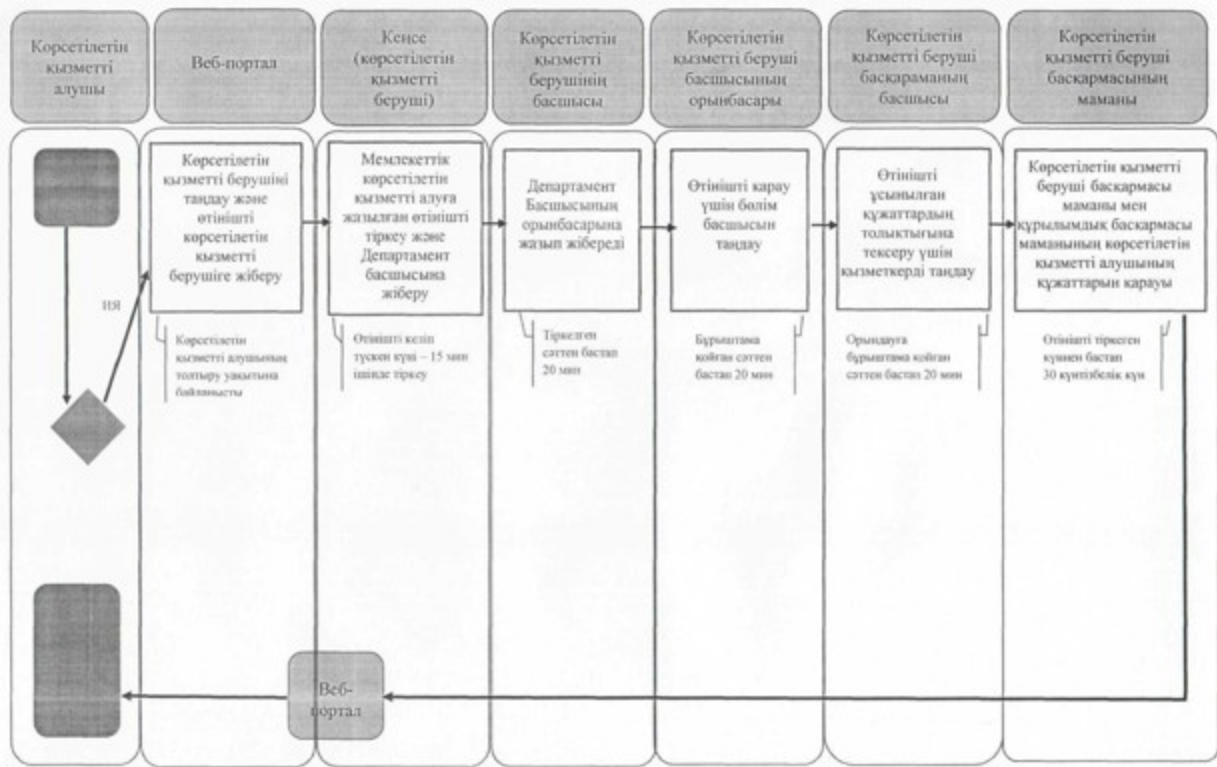 Көрсетілетін
қызметті
алушы
Веб-портал
Кеңсе
(көрсетілетін
қызметті
беруші)
Көрсетілетін
қызметті
берушінің
басшысы
Көрсетілетін
қызметті беруші
басшысының
орынбасары
Көрсетілетін
қызметті беруші
басқараманың
басшысы
Көрсетілетін
қызметті беруші
басқармасының
маманы
Көрсетілетін
қызметті берушіні
таңдау және
өтінішті
көрсетілетін
қызметті
берушіге жіберу
Мемлекеттік
көрсетілетін
қызметті алуға
жазылған өтінішті
тіркеу және
Департамент
басшысына
жіберу
Департамент
Басшысының
орынбасарына
жазып жібереді
Өтінішті қарау
үшін бөлім
басшысын
таңдау
Өтінішті
ұсынылған
құжаттардың
толықтығына
тексеру үшін
қызметкерді таңдау
Көрсетілетін қызметті
беруші басқармасы
маманы мен
құрылымдық басқармасы
маманының көрсетілетін
қызметті алушының
құжаттарын қарауы
ИЯ
Көрсетілетін
қызметті алушының
толтыру уақытына
байланысты
Өтінішті келіп
түскен күні – 15 мин
ішінде тіркеу
Тіркелген
сәттен бастап
20 мин
Бұрыштама
қойған сәттен
бастап 20 мин
Орындауға
бұрыштама қойған
сәттен бастап 20 мин
Өтінішті тіркеген
күннен бастап
30 күнтізбелік күн
Веб-
портал